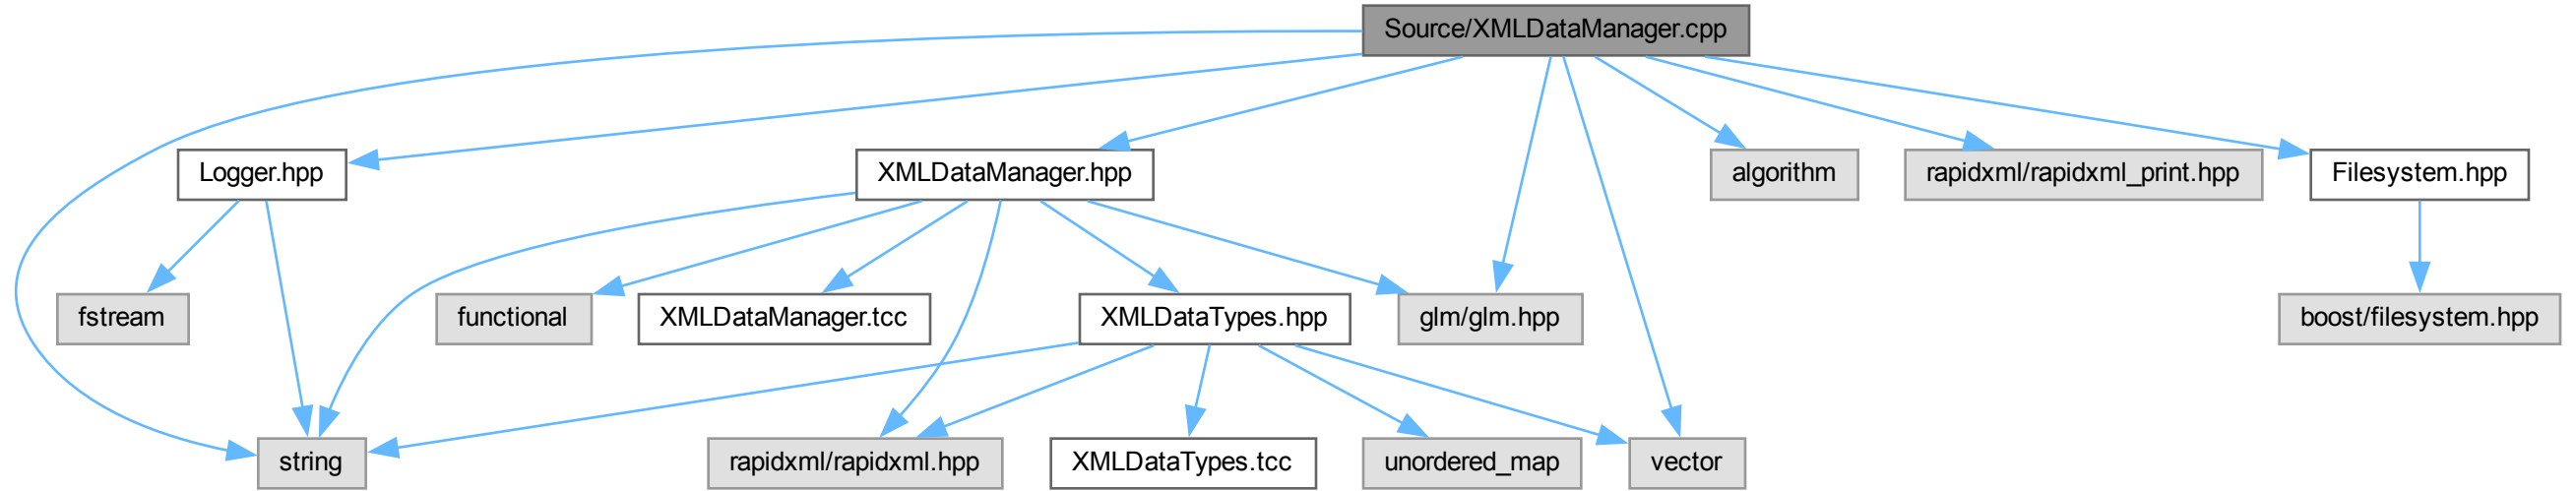 Source/XMLDataManager.cpp
Logger.hpp
XMLDataManager.hpp
algorithm
rapidxml/rapidxml_print.hpp
Filesystem.hpp
fstream
functional
XMLDataManager.tcc
XMLDataTypes.hpp
glm/glm.hpp
boost/filesystem.hpp
string
rapidxml/rapidxml.hpp
XMLDataTypes.tcc
unordered_map
vector